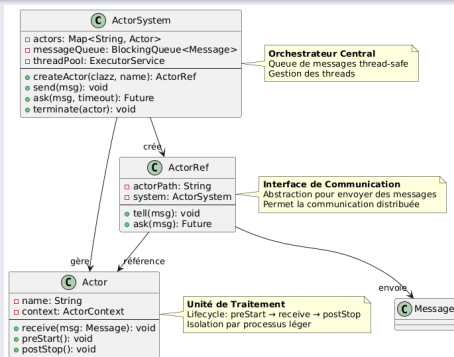 C ActorSystem
actors: Map<String, Actor>
messageQueue: BlockingQueue<Message>
threadPool: ExecutorService
createActor(clazz, name): ActorRef
send(msg): void
ask(msg, timeout): Future
terminate(actor): void
Orchestrateur Central
Queue de messages thread-safe
Gestion des threads
crée
C ActorRef
actorPath: String
system: ActorSystem
tell(msg): void
ask(msg): Future
Interface de Communication
Abstraction pour envoyer des messages
Permet la communication distribuée
gère
référence
envoie
C Actor
name: String
context: ActorContext
receive(msg: Message): void
preStart(): void
postStop(): void
Unité de Traitement
Lifecycle: preStart → receive → postStop
Isolation par processus léger
C Message